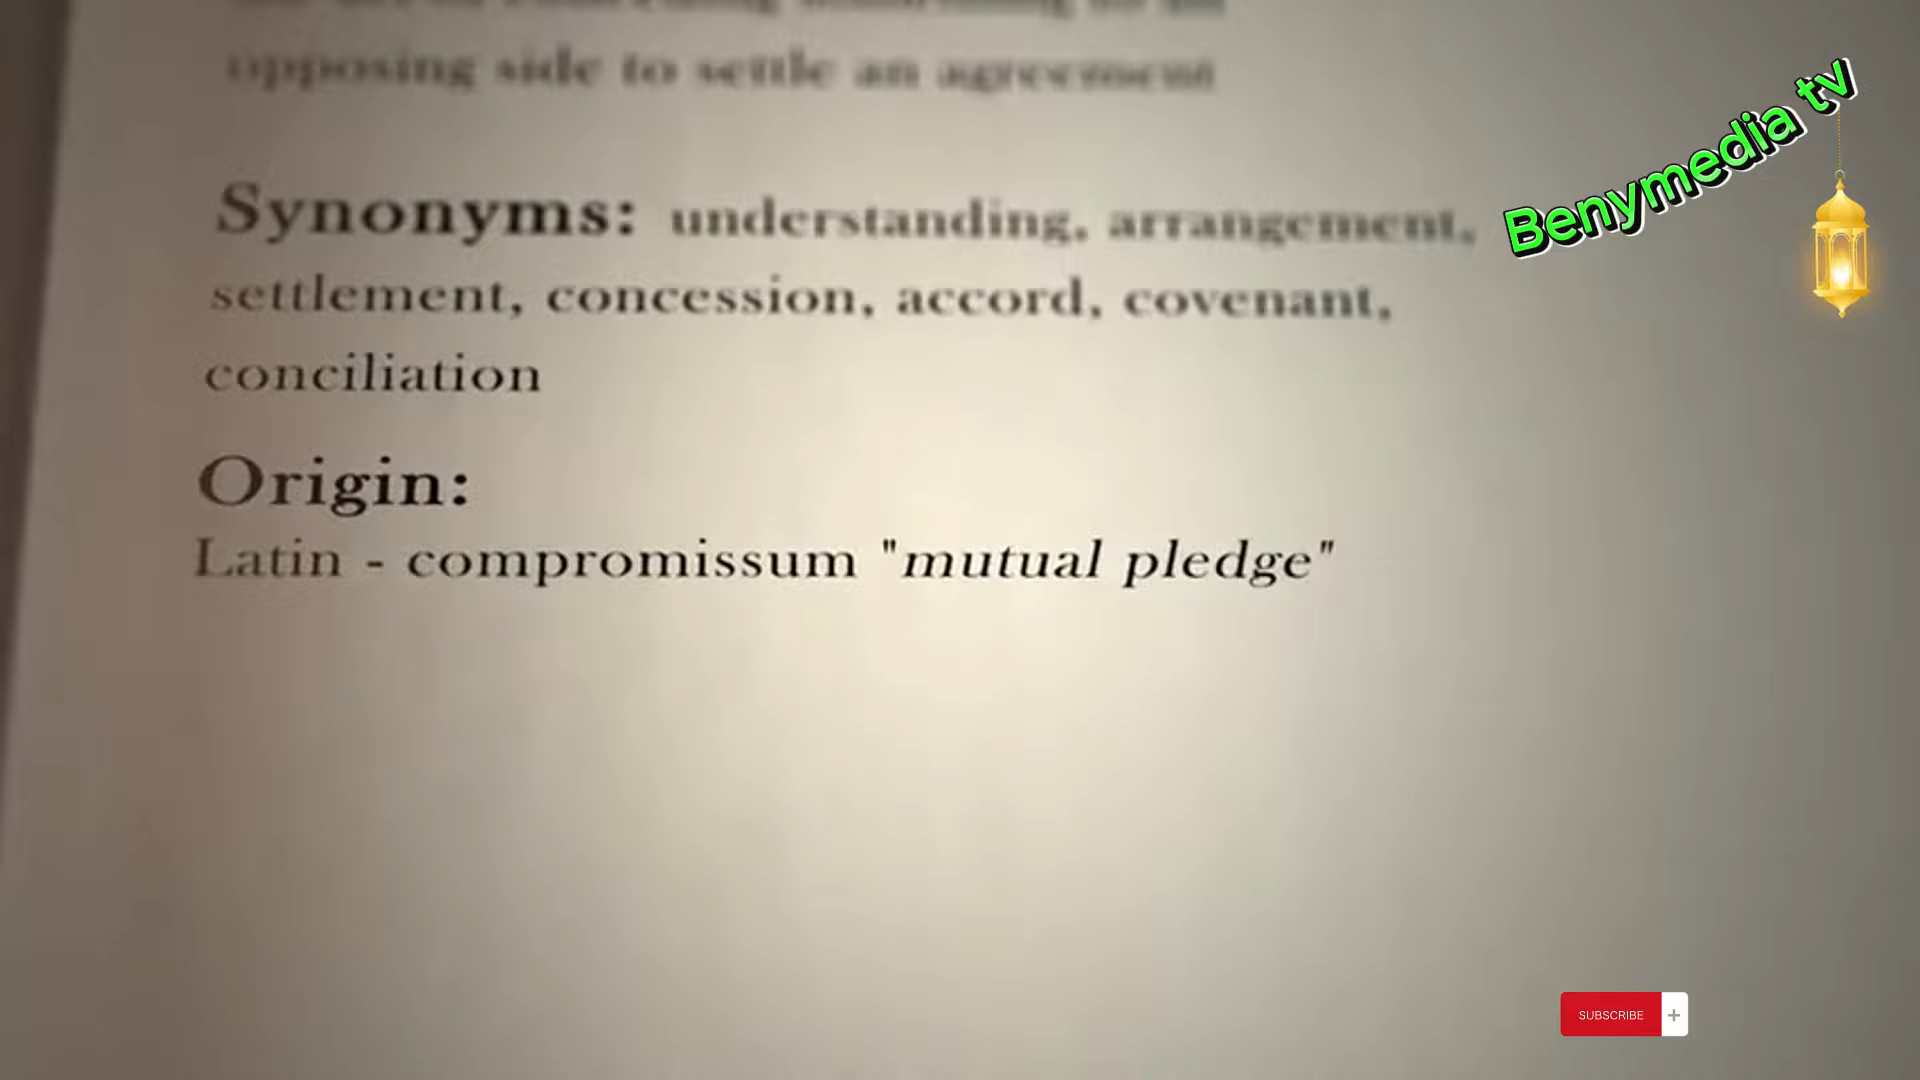 opposing side to settle an agreement
Synonyms: understanding, arrangement,
settlement, concession, accord, covenant,
conciliation
Origin:
Latin - compromissum "mutual pledge"
Benymedia tv
SUBSCRIBE +